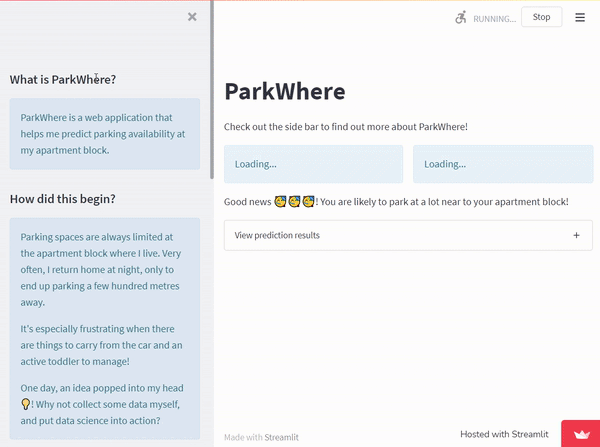 What is ParkWhere?
ParkWhere is a web application that
helps me predict parking availability at
my apartment block.
How did this begin?
Parking spaces are always limited at
the apartment block where I live. Very
often, I return home at night, only to
end up parking a few hundred metres
away.
It's especially frustrating when there
are things to carry from the car and an
active toddler to manage!
One day, an idea popped into my head
💡! Why not collect some data myself,
and put data science into action?
RUNNING...
Stop
ParkWhere
Check out the side bar to find out more about ParkWhere!
Loading...
Loading...
Good news 🥳🥳🥳! You are likely to park at a lot near to your apartment block!
View prediction results
Made with Streamlit
Hosted with Streamlit